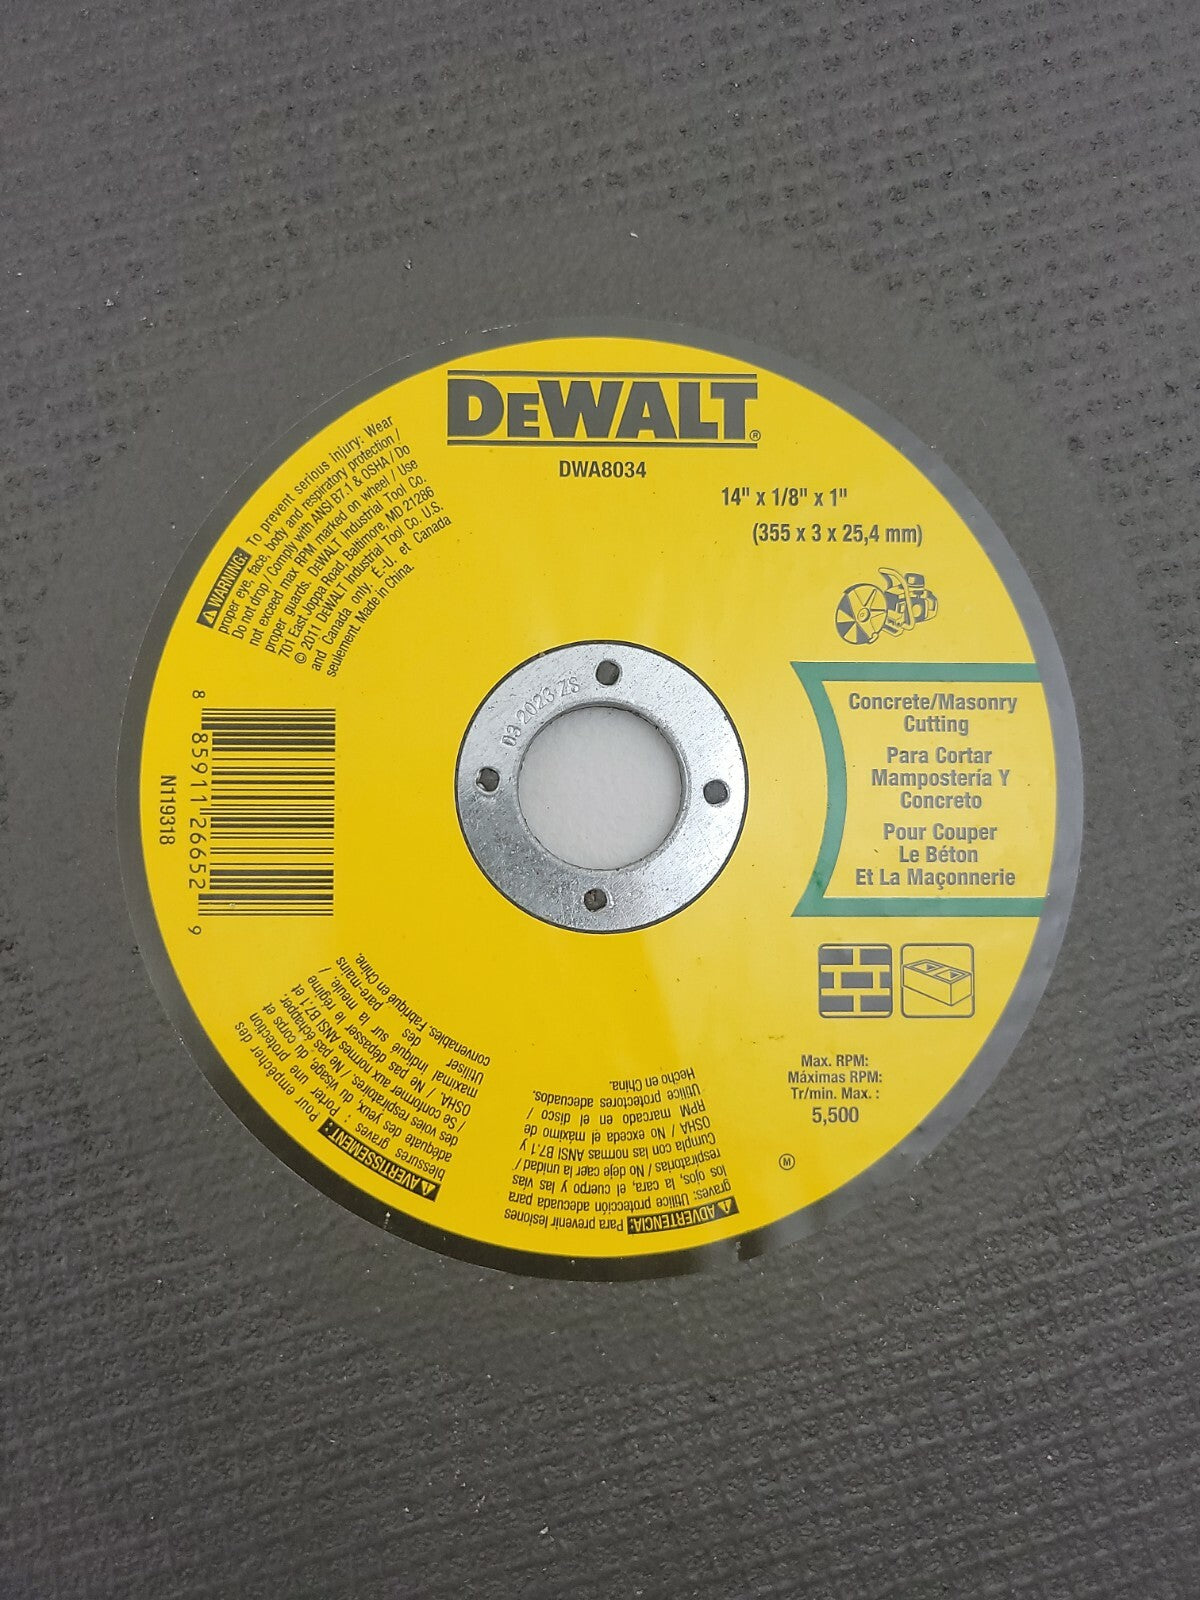 DEWALT®
DWA8034
14" x 1/8" x 1"
(355 x 3 x 25,4 mm)
WARNING: To prevent serious injury: Wear
proper eye, face, body and respiratory protection /
Do not drop / Comply with ANSI B7.1 & OSHA / Do
not exceed max RPM marked on wheel / Use
proper guards. DEWALT Industrial Tool Co.
701 East Joppa Road, Baltimore, MD 21286
© 2011 DEWALT Industrial Tool Co. U.S.
and Canada only. É.-U. et Canada
seulement. Made in China.
03 2023 ZS
Concrete/Masonry
Cutting
Para Cortar
Mampostería Y
Concreto
Pour Couper
Le Béton
Et La Maçonnerie
8 85911 26652 9
N119318
Max. RPM:
Máximas RPM:
Tr/min. Max. :
5,500
M
AVERTISSEMENT : Pour empêcher des
blessures graves : Porter une protection
adéquate des yeux, du visage, du corps et
des voies respiratoires. / Ne pas échapper.
/ Se conformer aux normes ANSI B7.1 et
OSHA. / Ne pas dépasser le régime
maximal indiqué sur la meule. /
Utiliser des pare-mains
convenables. Fabriqué en Chine.
ADVERTENCIA: Para prevenir lesiones
graves: Utilice protección adecuada para
los ojos, la cara, el cuerpo y las vías
respiratorias / No deje caer la unidad /
Cumpla con las normas ANSI B7.1 y
OSHA / No exceda el máximo de
RPM marcado en el disco /
Utilice protectores adecuados.
Hecho en China.